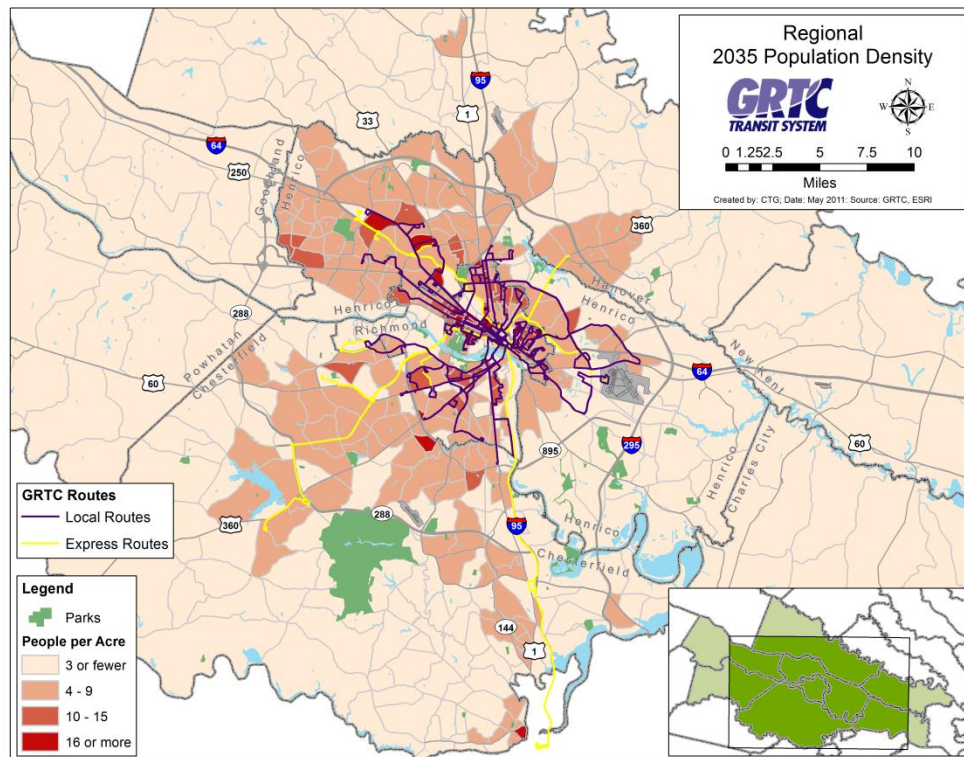 Regional
2035 Population Density
GRTC
TRANSIT SYSTEM
N
W E
S
0 1.25 2.5 5 7.5 10
Miles
Created by: CTG; Date: May 2011: Source: GRTC, ESRI
95
33
1
64
250
Goochland
Henrico
360
Hanover
Henrico
288
Henrico
Richmond
Powhatan
Chesterfield
60
64
New Kent
60
295
895
Henrico
Charles City
360
288
95
Henrico
Chesterfield
144
1
GRTC Routes
Local Routes
Express Routes
Legend
Parks
People per Acre
3 or fewer
4 - 9
10 - 15
16 or more